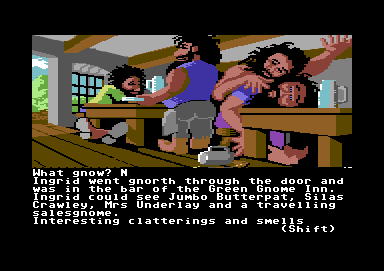 What gnow? N
Ingrid went gnorth through the door and
was in the bar of the Green Gnome Inn.
Ingrid could see Jumbo Butterpat, Silas
Crawley, Mrs Underlay and a travelling
salesgnome.
Interesting clatterings and smells
(Shift)